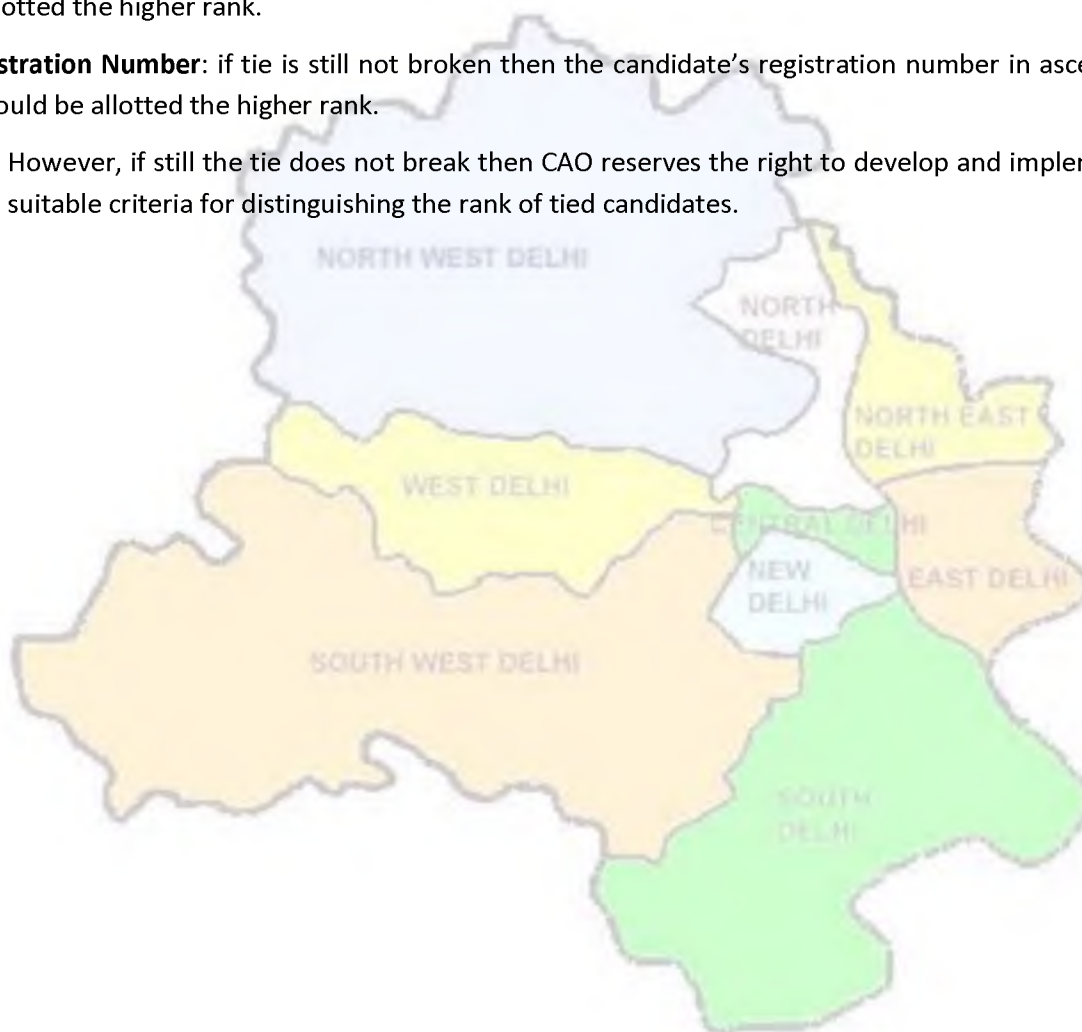 otted the higher rank.
stration Number: if tie is still not broken then the candidate's registration number in asce
ould be allotted the higher rank.
However, if still the tie does not break then CAO reserves the right to develop and implem
suitable criteria for distinguishing the rank of tied candidates.
NORTH WEST DELHI
NORTH
DELHI
NORTH EAST
DELHI
WEST DELHI
CENTRAL DELHI
NEW
DELHI
EAST DELHI
SOUTH WEST DELHI
SOUTH
DELHI